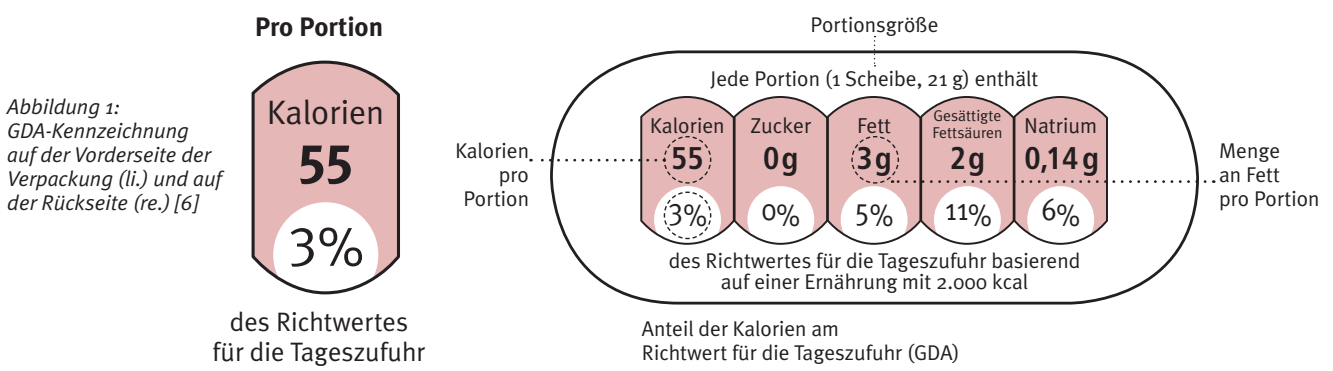 Abbildung 1:
GDA-Kennzeichnung
auf der Vorderseite der
Verpackung (li.) und auf
der Rückseite (re.) [6]
Pro Portion
Kalorien
55
3%
des Richtwertes
für die Tageszufuhr
Portionsgröße
Jede Portion (1 Scheibe, 21 g) enthält
Kalorien
pro
Portion
Kalorien
55
3%
Zucker
0g
0%
Fett
3g
5%
Gesättigte
Fettsäuren
2g
11%
Natrium
0,14 g
6%
Menge
an Fett
pro Portion
des Richtwertes für die Tageszufuhr basierend
auf einer Ernährung mit 2.000 kcal
Anteil der Kalorien am
Richtwert für die Tageszufuhr (GDA)